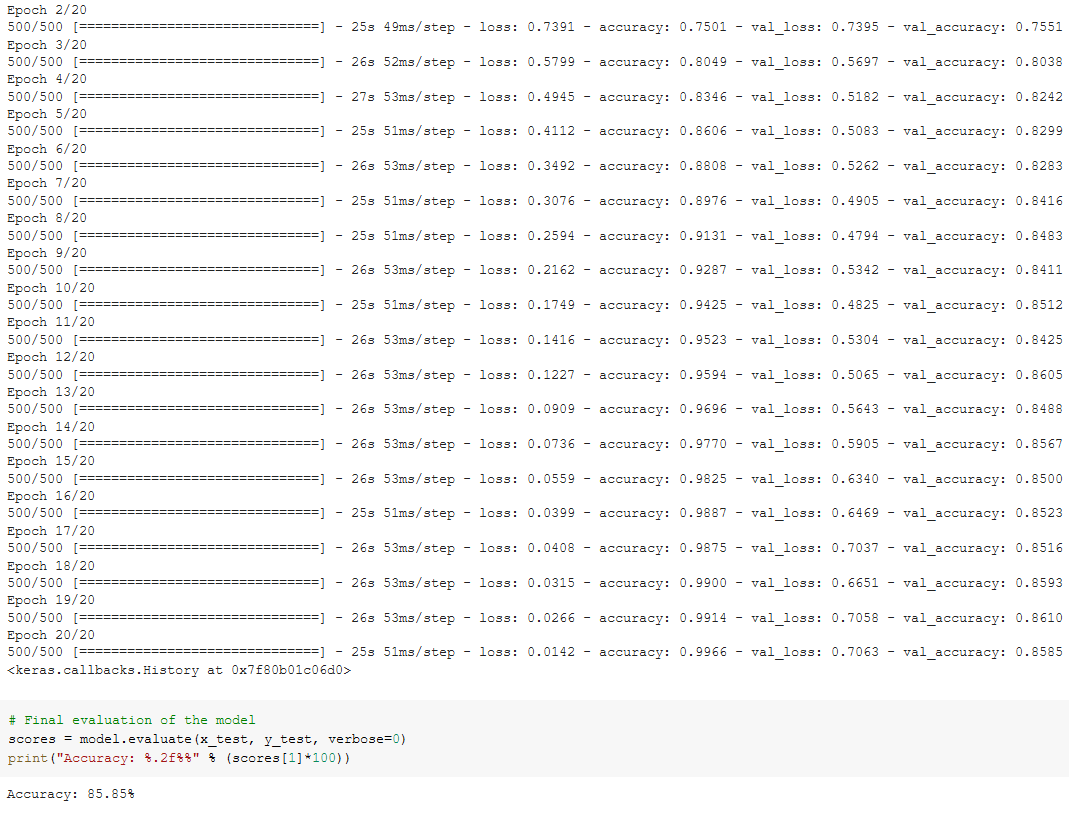 Epoch 2/20
500/500 [==============================] - 25s 49ms/step - loss: 0.7391 - accuracy: 0.7501 - val_loss: 0.7395 - val_accuracy: 0.7551
Epoch 3/20
500/500 [==============================] - 26s 52ms/step - loss: 0.5799 - accuracy: 0.8049 - val_loss: 0.5697 - val_accuracy: 0.8038
Epoch 4/20
500/500 [==============================] - 27s 53ms/step - loss: 0.4945 - accuracy: 0.8346 - val_loss: 0.5182 - val_accuracy: 0.8242
Epoch 5/20
500/500 [==============================] - 25s 51ms/step - loss: 0.4112 - accuracy: 0.8606 - val_loss: 0.5083 - val_accuracy: 0.8299
Epoch 6/20
500/500 [==============================] - 26s 53ms/step - loss: 0.3492 - accuracy: 0.8808 - val_loss: 0.5262 - val_accuracy: 0.8283
Epoch 7/20
500/500 [==============================] - 25s 51ms/step - loss: 0.3076 - accuracy: 0.8976 - val_loss: 0.4905 - val_accuracy: 0.8416
Epoch 8/20
500/500 [==============================] - 25s 51ms/step - loss: 0.2594 - accuracy: 0.9131 - val_loss: 0.4794 - val_accuracy: 0.8483
Epoch 9/20
500/500 [==============================] - 26s 53ms/step - loss: 0.2162 - accuracy: 0.9287 - val_loss: 0.5342 - val_accuracy: 0.8411
Epoch 10/20
500/500 [==============================] - 25s 51ms/step - loss: 0.1749 - accuracy: 0.9425 - val_loss: 0.4825 - val_accuracy: 0.8512
Epoch 11/20
500/500 [==============================] - 26s 53ms/step - loss: 0.1416 - accuracy: 0.9523 - val_loss: 0.5304 - val_accuracy: 0.8425
Epoch 12/20
500/500 [==============================] - 26s 53ms/step - loss: 0.1227 - accuracy: 0.9594 - val_loss: 0.5065 - val_accuracy: 0.8605
Epoch 13/20
500/500 [==============================] - 26s 53ms/step - loss: 0.0909 - accuracy: 0.9696 - val_loss: 0.5643 - val_accuracy: 0.8488
Epoch 14/20
500/500 [==============================] - 26s 53ms/step - loss: 0.0736 - accuracy: 0.9770 - val_loss: 0.5905 - val_accuracy: 0.8567
Epoch 15/20
500/500 [==============================] - 26s 53ms/step - loss: 0.0559 - accuracy: 0.9825 - val_loss: 0.6340 - val_accuracy: 0.8500
Epoch 16/20
500/500 [==============================] - 25s 51ms/step - loss: 0.0399 - accuracy: 0.9887 - val_loss: 0.6469 - val_accuracy: 0.8523
Epoch 17/20
500/500 [==============================] - 26s 53ms/step - loss: 0.0408 - accuracy: 0.9875 - val_loss: 0.7037 - val_accuracy: 0.8516
Epoch 18/20
500/500 [==============================] - 26s 53ms/step - loss: 0.0315 - accuracy: 0.9900 - val_loss: 0.6651 - val_accuracy: 0.8593
Epoch 19/20
500/500 [==============================] - 26s 53ms/step - loss: 0.0266 - accuracy: 0.9914 - val_loss: 0.7058 - val_accuracy: 0.8610
Epoch 20/20
500/500 [==============================] - 25s 51ms/step - loss: 0.0142 - accuracy: 0.9966 - val_loss: 0.7063 - val_accuracy: 0.8585
<keras.callbacks.History at 0x7f80b01c06d0>
# Final evaluation of the model
scores = model.evaluate(x_test, y_test, verbose=0)
print("Accuracy: %.2f%%" % (scores[1]*100))
Accuracy: 85.85%